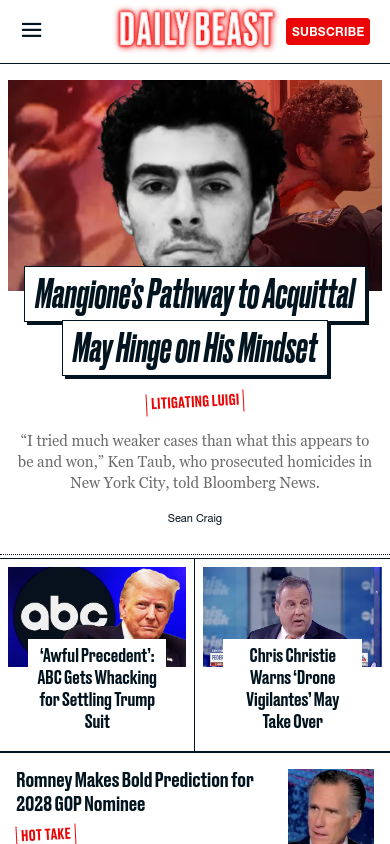 DAILY BEAST
SUBSCRIBE
Mangione’s Pathway to Acquittal
May Hinge on His Mindset
LITIGATING LUIGI
“I tried much weaker cases than what this appears to
be and won,” Ken Taub, who prosecuted homicides in
New York City, told Bloomberg News.
Sean Craig
abc
‘Awful Precedent’:
ABC Gets Whacking
for Settling Trump
Suit
Chris Christie
Warns ‘Drone
Vigilantes’ May
Take Over
Romney Makes Bold Prediction for
2028 GOP Nominee
HOT TAKE